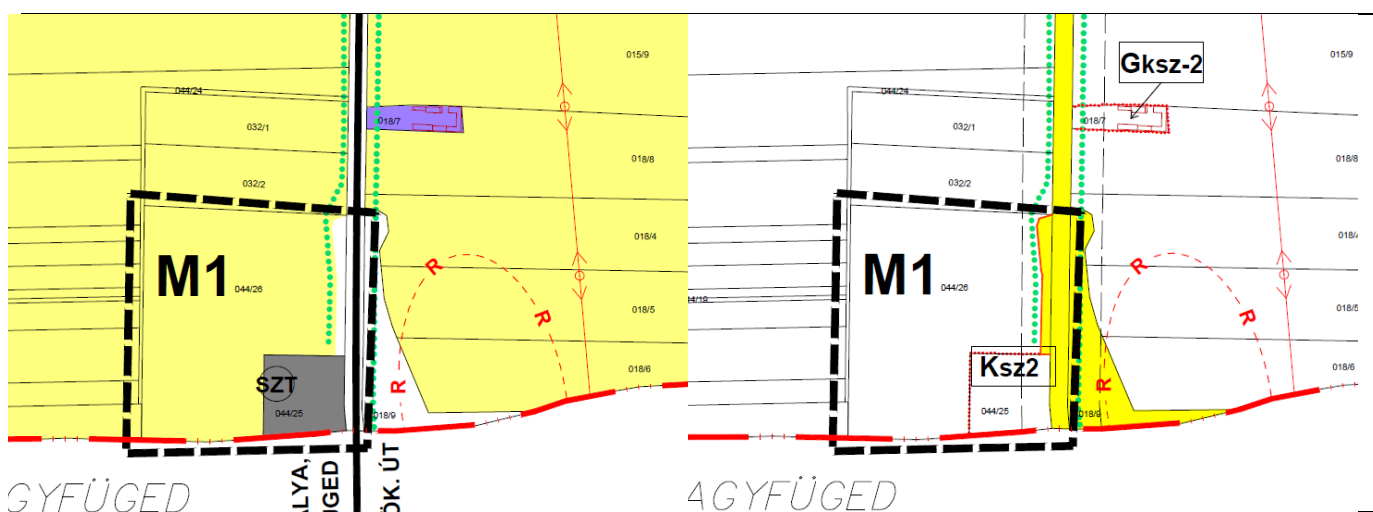 015/9
044/24
018/7
032/1
018/8
032/2
M1
044/26
018/4
R
R
018/5
SZT
R
018/6
044/25
018/9
ALYA,
GED
ÖK. ÚT
GYFÜGED
015/9
Gksz-2
044/24
018/7
032/1
018/8
032/2
M1
044/26
018/4
R
R
018/5
Ksz2
R
018/6
044/25
018/9
AGYFÜGED